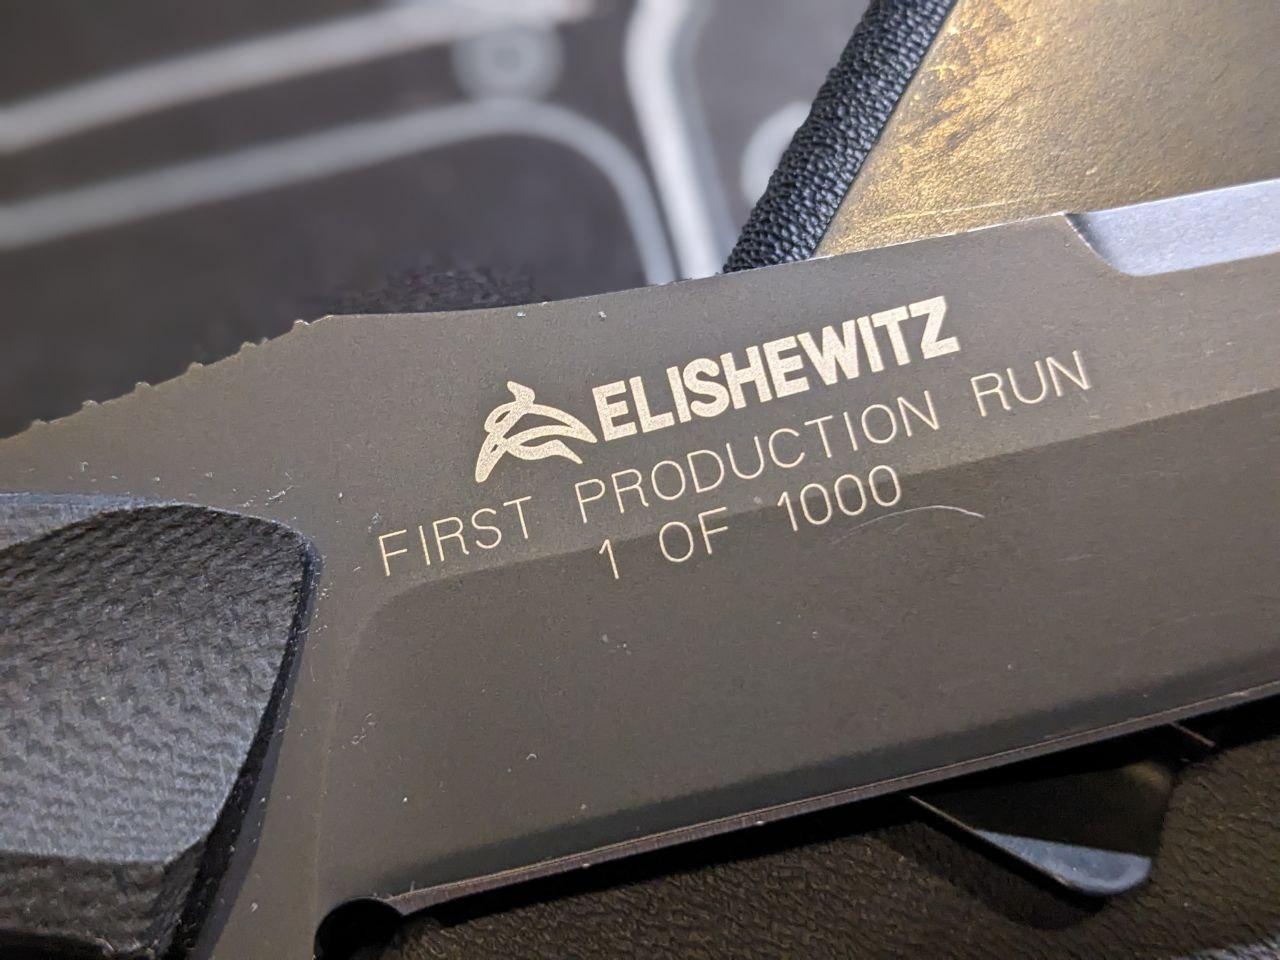 ELISHEWITZ
FIRST PRODUCTION RUN
1 OF 1000